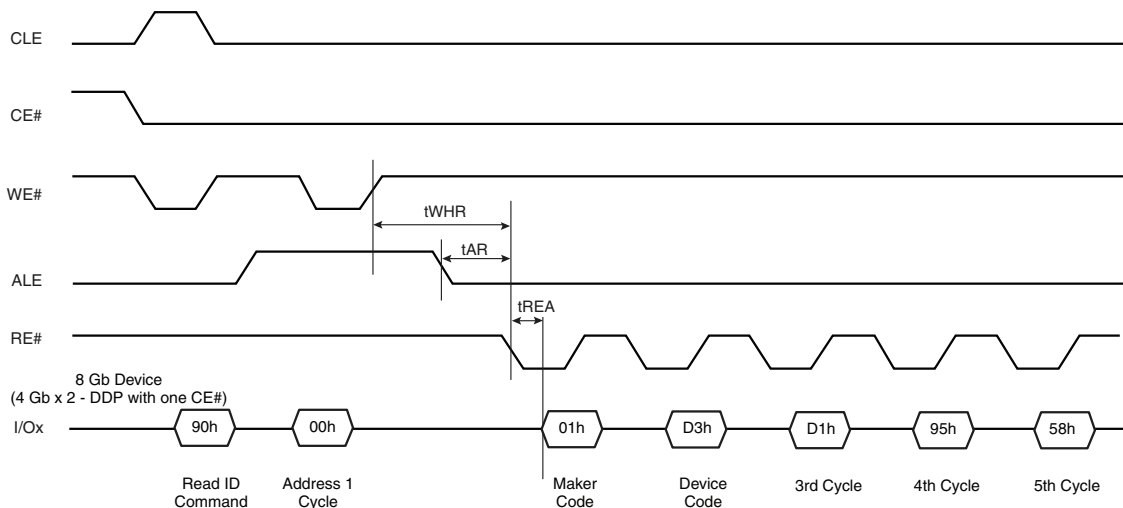 CLE
CE#
WE#
tWHR
tAR
ALE
tREA
RE#
8 Gb Device
(4 Gb x 2 - DDP with one CE#)
I/Ox
90h
00h
01h
D3h
D1h
95h
58h
Read ID
Command
Address 1
Cycle
Maker
Code
Device
Code
3rd Cycle
4th Cycle
5th Cycle